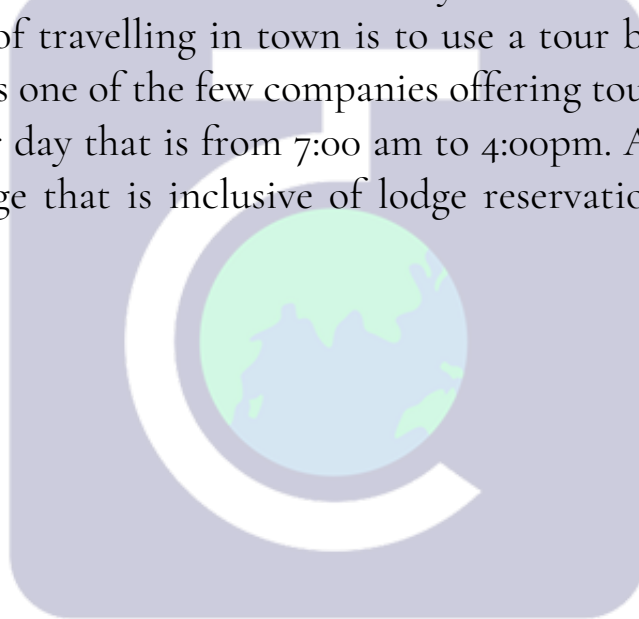 of travelling in town is to use a tour b
s one of the few companies offering tou
r day that is from 7:00 am to 4:00pm. A
ge that is inclusive of lodge reservatio